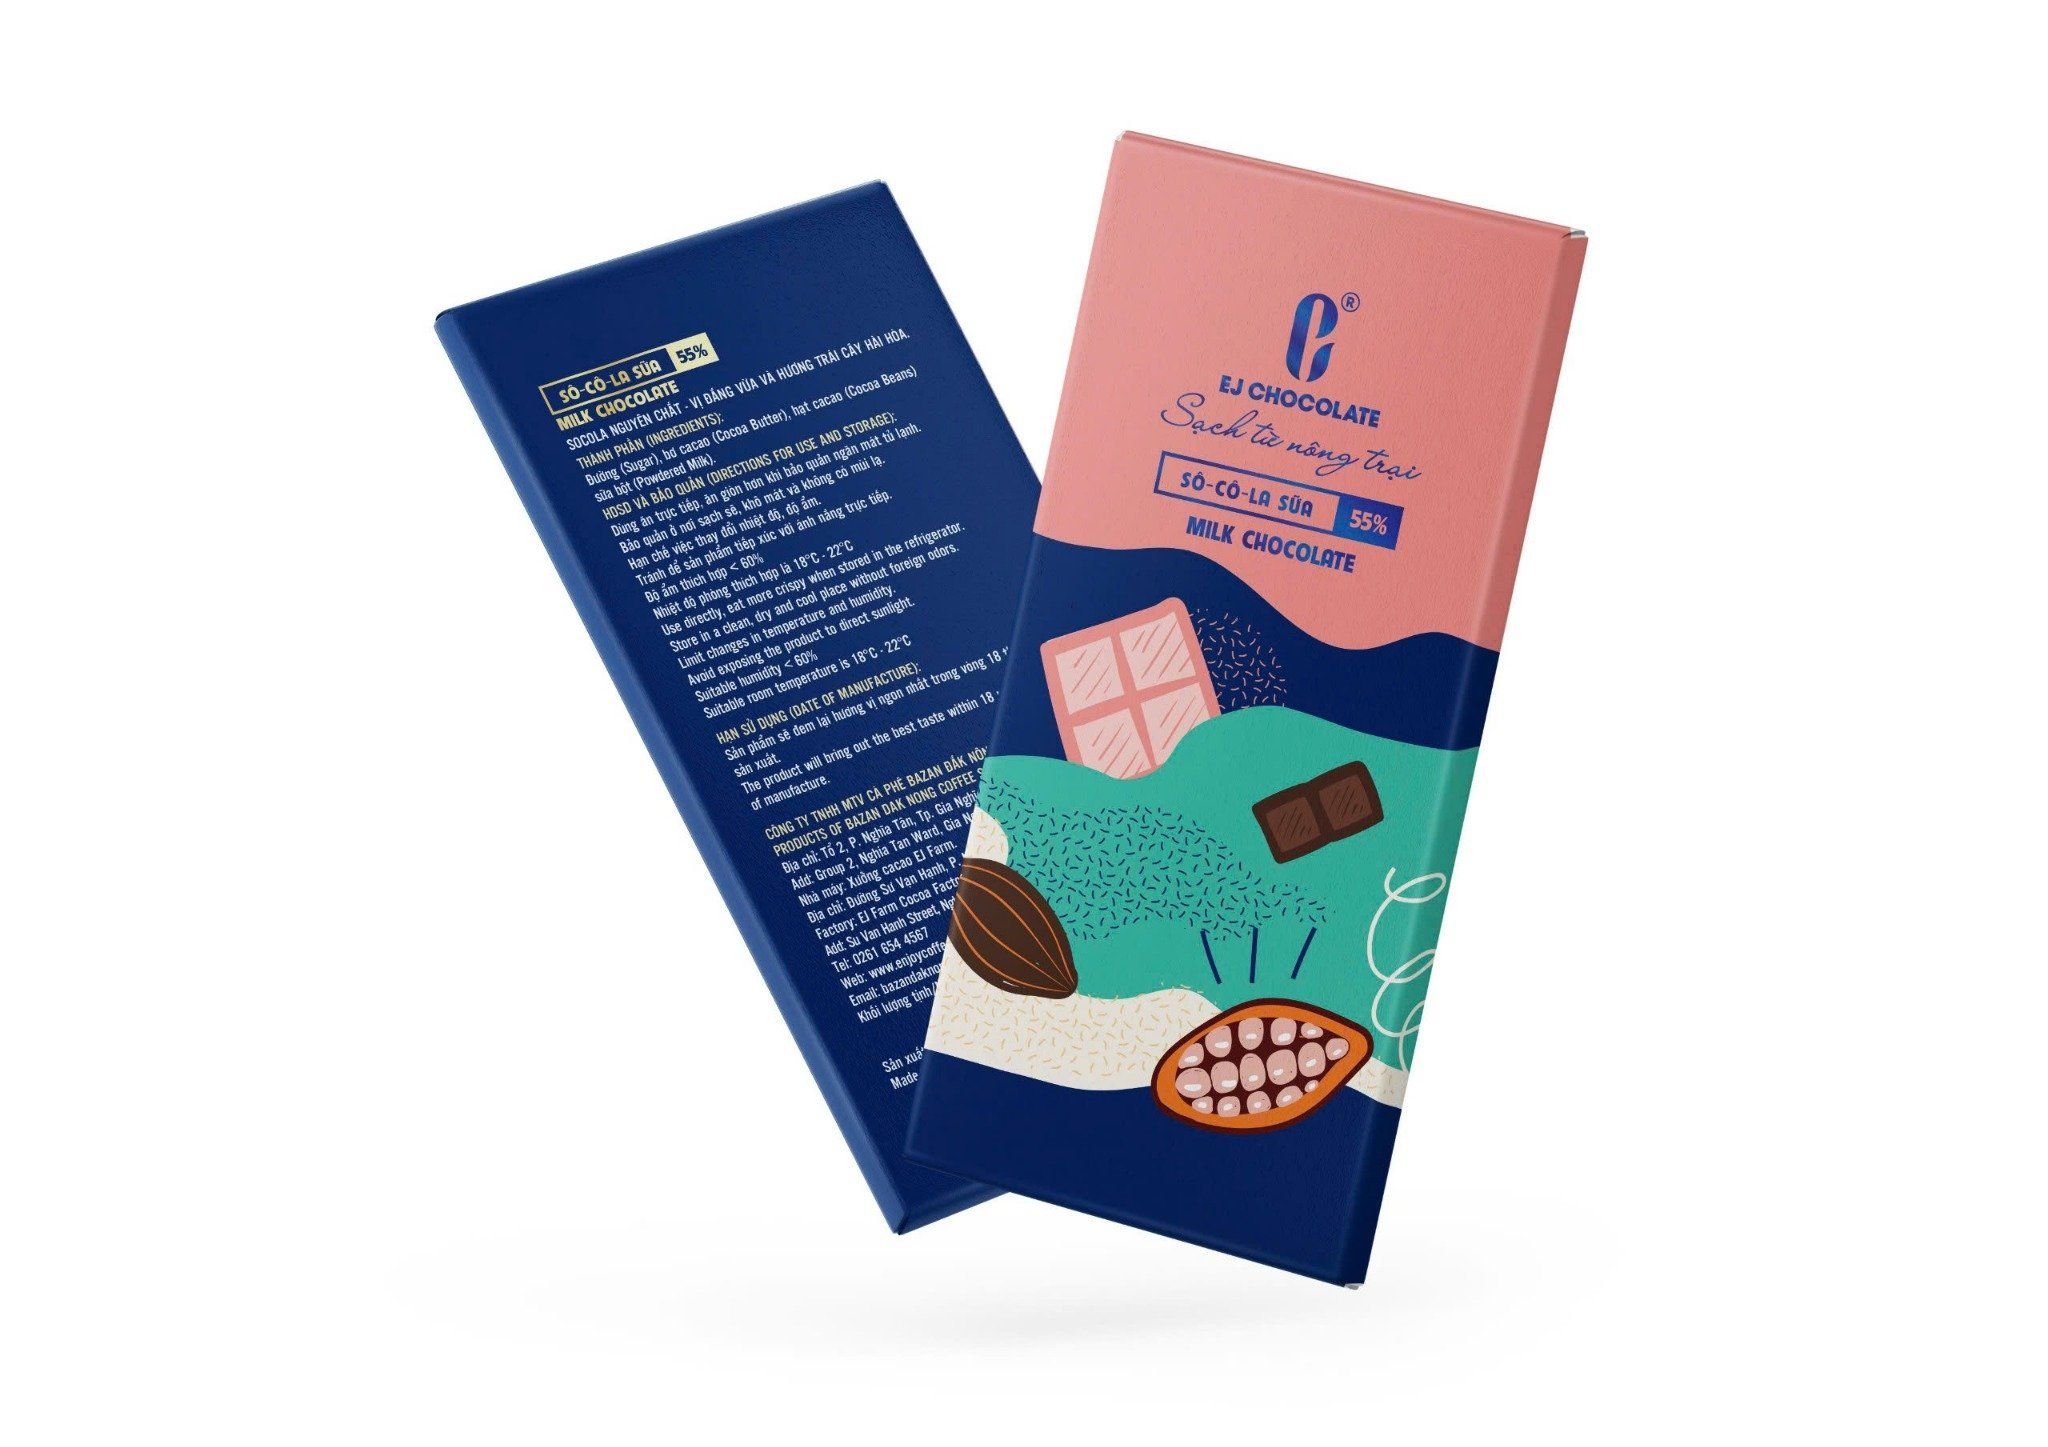 SÔ-CÔ-LA SỮA 55%
MILK CHOCOLATE
SOCOLA NGUYÊN CHẤT - VỊ ĐẮNG VỪA VÀ HƯƠNG TRÁI CÂY HÀI HÒA.
THÀNH PHẦN (INGREDIENTS):
Đường (Sugar), bơ cacao (Cocoa Butter), hạt cacao (Cocoa Beans)
sữa bột (Powdered Milk).
HDSD VÀ BẢO QUẢN (DIRECTIONS FOR USE AND STORAGE):
Dùng ăn trực tiếp, ăn giòn hơn khi bảo quản ngăn mát tủ lạnh.
Bảo quản ở nơi sạch sẽ, khô mát và không có mùi lạ.
Hạn chế việc thay đổi nhiệt độ, độ ẩm.
Tránh để sản phẩm tiếp xúc với ánh nắng trực tiếp.
Độ ẩm thích hợp < 60%
Nhiệt độ phòng thích hợp là 18°C - 22°C
Use directly, eat more crispy when stored in the refrigerator.
Store in a clean, dry and cool place without foreign odors.
Limit changes in temperature and humidity.
Avoid exposing the product to direct sunlight.
Suitable humidity < 60%
Suitable room temperature is 18°C - 22°C
HẠN SỬ DỤNG (DATE OF MANUFACTURE):
Sản phẩm sẽ đem lại hương vị ngon nhất trong vòng 18
sản xuất.
The product will bring out the best taste within 18
of manufacture.
CÔNG TY TNHH MTV CÀ PHÊ BAZAN ĐẮK NÔN
PRODUCTS OF BAZAN DAK NONG COFFEE
Địa chỉ: Tổ 2, P. Nghĩa Tân, Tp. Gia Nghĩ
Add: Group 2, Nghia Tan Ward, Gia
Nhà máy: Xưởng cacao EJ Farm
Địa chỉ: Đường Sư Vạn Hạnh, P.
Factory: EJ Farm Cocoa Facto
Add: Su Van Hanh Street,
Tel: 0261 654 4567
Web: www.enjoycoffe
Email: bazandakno
Khối lượng tịnh/
Sản xuấ
Made
®
EJ CHOCOLATE
Sạch từ nông trại
SÔ-CÔ-LA SỮA 55%
MILK CHOCOLATE